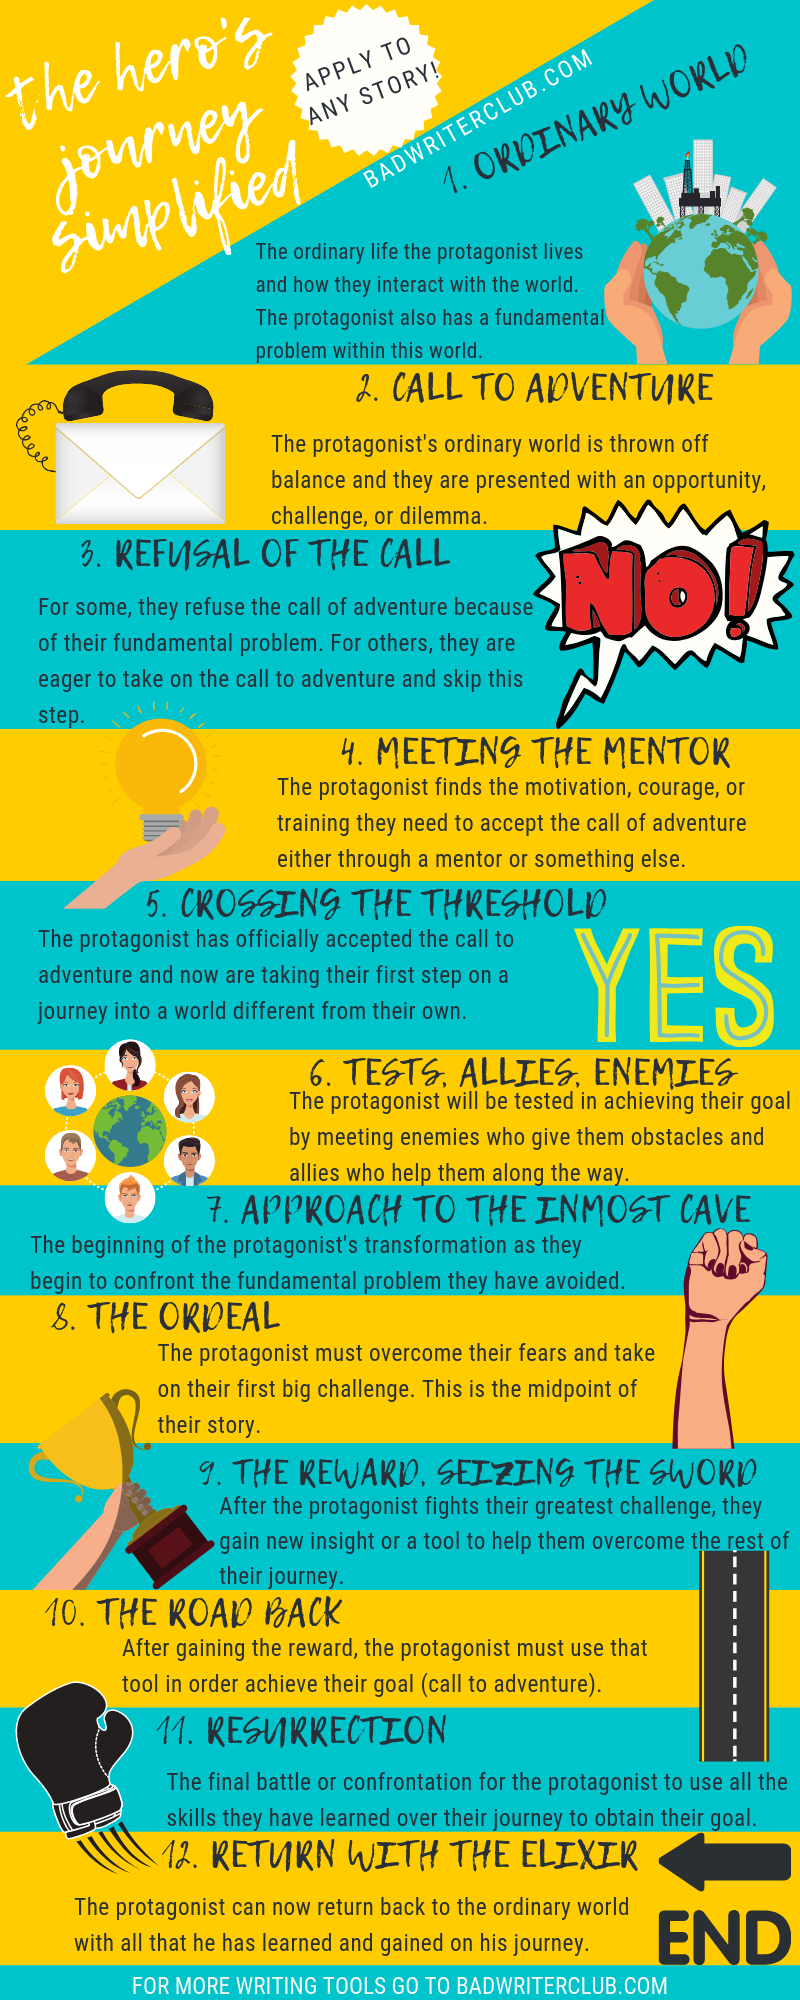 the hero's
journey
simplified
APPLY TO
ANY STORY!
BADWRITERCLUB.COM
1. ORDINARY WORLD
The ordinary life the protagonist lives
and how they interact with the world.
The protagonist also has a fundamental
problem within this world.
2. CALL TO ADVENTURE
The protagonist's ordinary world is thrown off
balance and they are presented with an opportunity,
challenge, or dilemma.
3. REFUSAL OF THE CALL
For some, they refuse the call of adventure because
of their fundamental problem. For others, they are
eager to take on the call to adventure and skip this
step.
NO!
4. MEETING THE MENTOR
The protagonist finds the motivation, courage, or
training they need to accept the call of adventure
either through a mentor or something else.
5. CROSSING THE THRESHOLD
The protagonist has officially accepted the call to
adventure and now are taking their first step on a
journey into a world different from their own.
YES
6. TESTS, ALLIES, ENEMIES
The protagonist will be tested in achieving their goal
by meeting enemies who give them obstacles and
allies who help them along the way.
7. APPROACH TO THE INMOST CAVE
The beginning of the protagonist's transformation as they
begin to confront the fundamental problem they have avoided.
8. THE ORDEAL
The protagonist must overcome their fears and take
on their first big challenge. This is the midpoint of
their story.
9. THE REWARD, SEIZING THE SWORD
After the protagonist fights their greatest challenge, they
gain new insight or a tool to help them overcome the rest of
their journey.
10. THE ROAD BACK
After gaining the reward, the protagonist must use that
tool in order achieve their goal (call to adventure).
11. RESURRECTION
The final battle or confrontation for the protagonist to use all the
skills they have learned over their journey to obtain their goal.
12. RETURN WITH THE ELIXIR
The protagonist can now return back to the ordinary world
with all that he has learned and gained on his journey.
END
FOR MORE WRITING TOOLS GO TO BADWRITERCLUB.COM